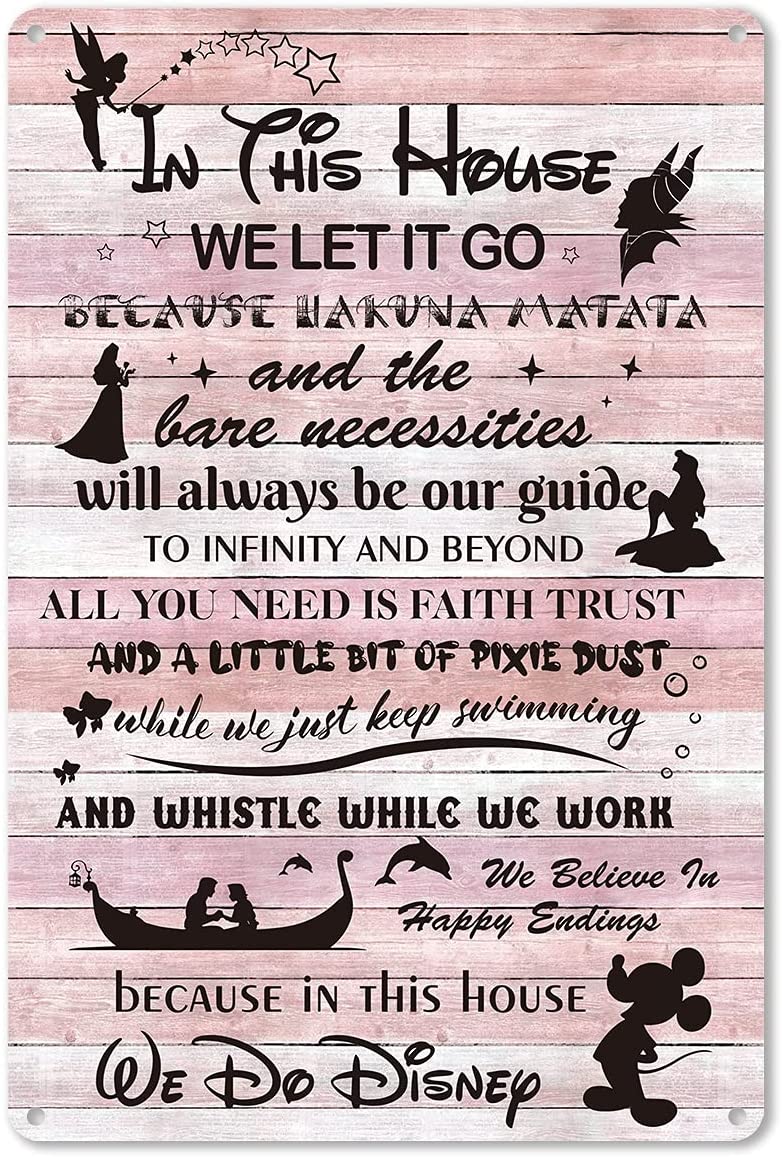 In This House
WE LET IT GO
BECAUSE HAKUNA MATATA
and the
bare necessities
will always be our guide
TO INFINITY AND BEYOND
ALL YOU NEED IS FAITH TRUST
AND A LITTLE BIT OF PIXIE DUST
while we just keep swimming
AND WHISTLE WHILE WE WORK
We Believe In
Happy Endings
because in this house
We Do Disney